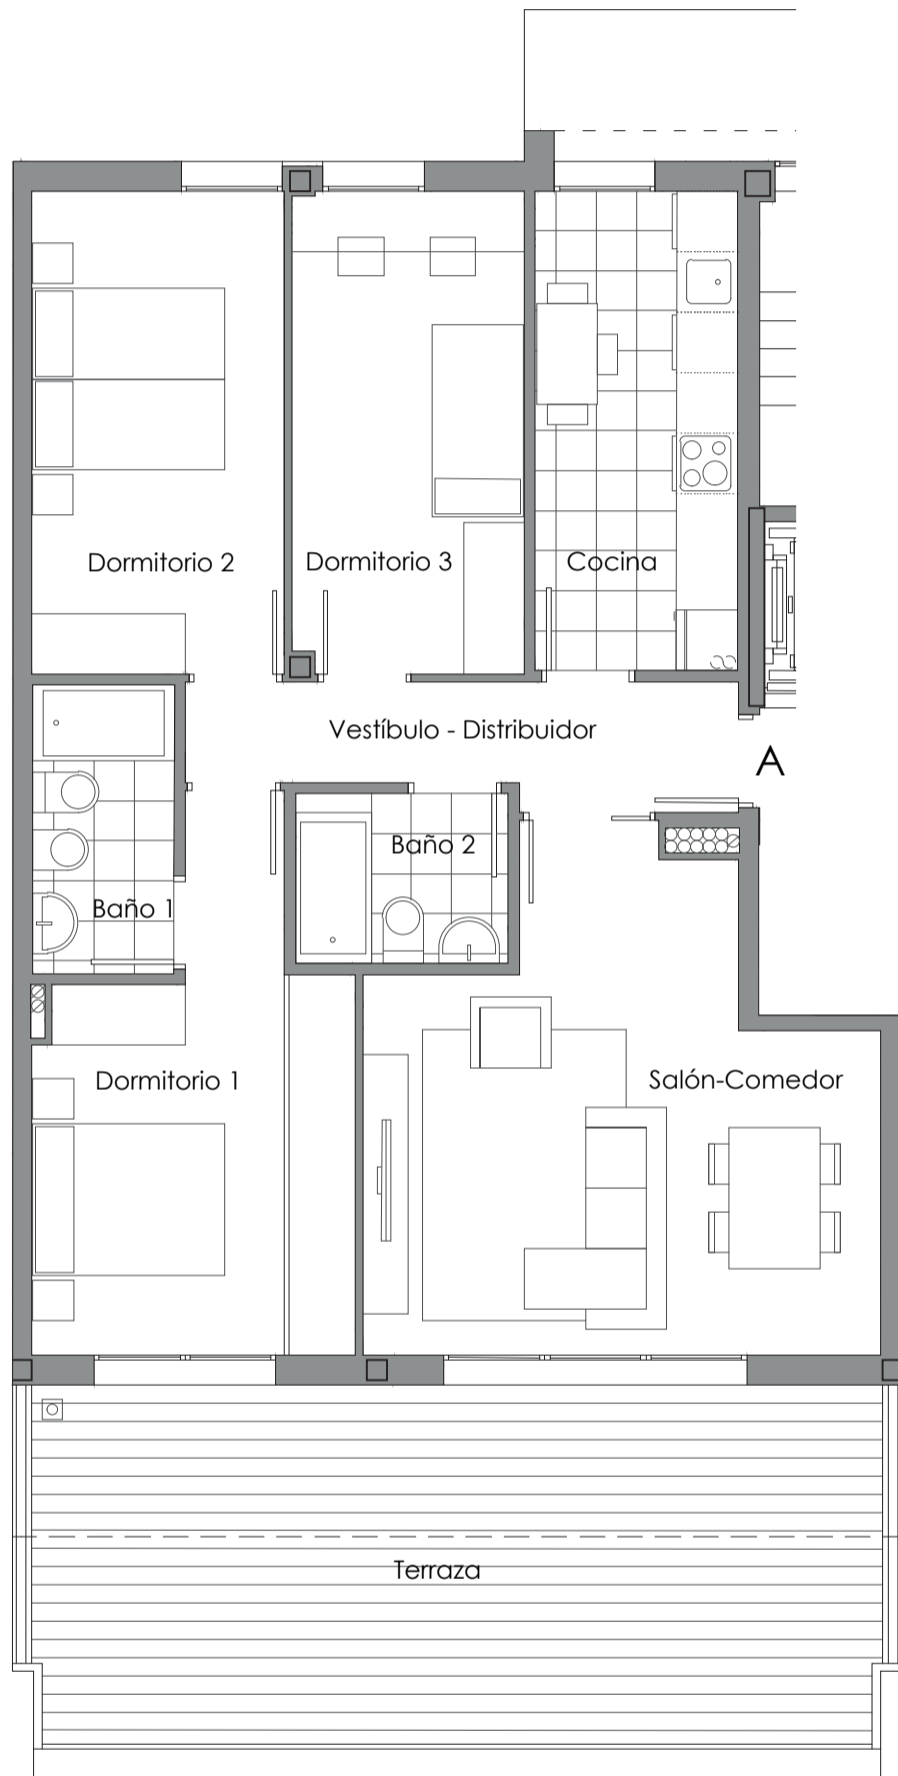 Dormitorio 2
Dormitorio 3
Cocina
Vestíbulo - Distribuidor
A
Baño 2
Baño 1
Dormitorio 1
Salón-Comedor
Terraza